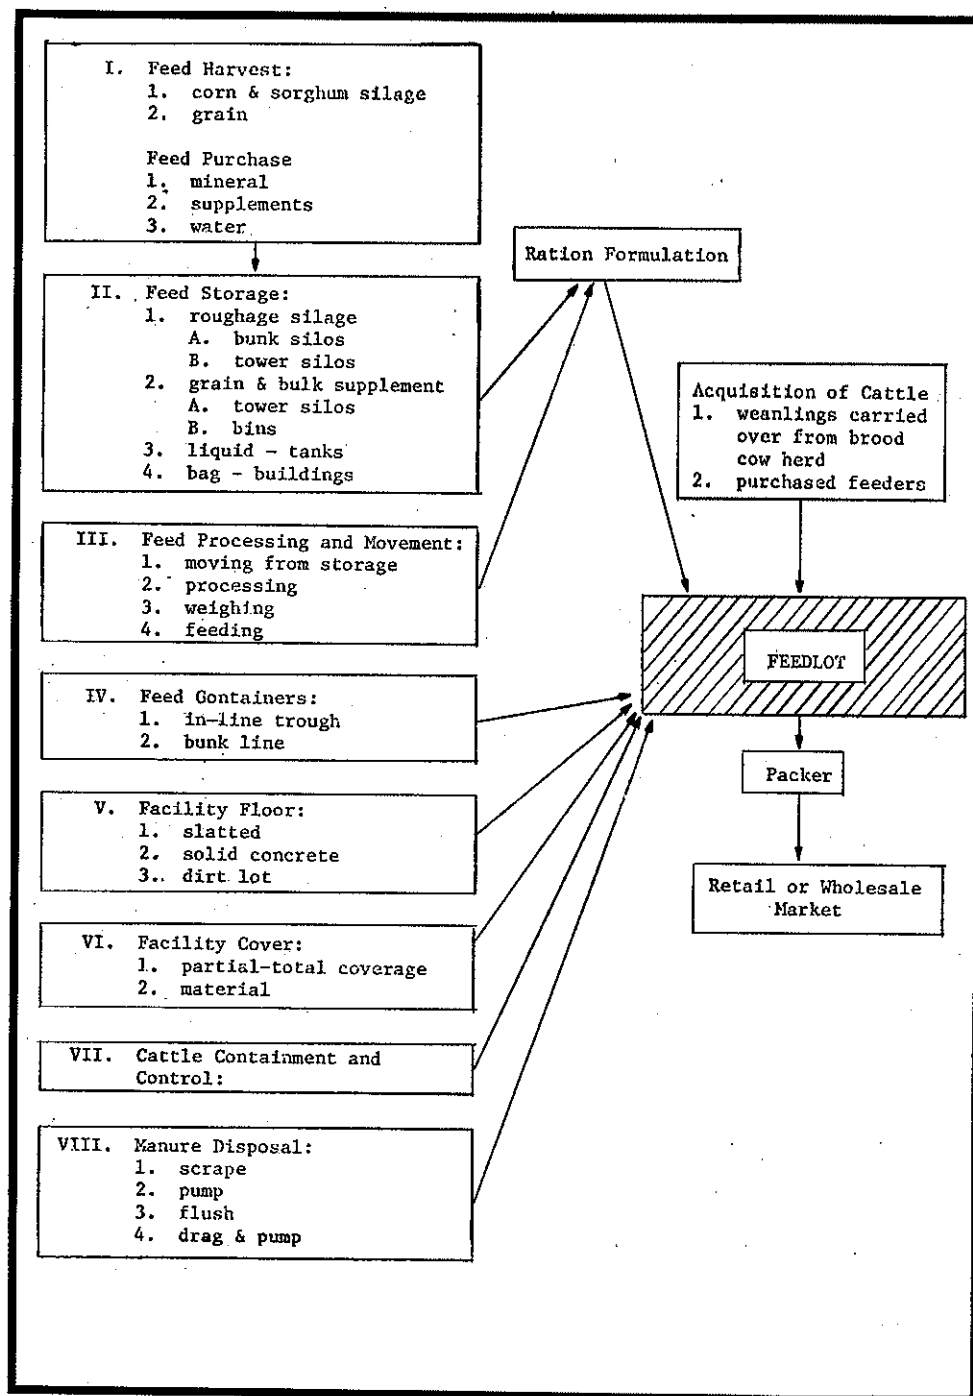 I. Feed Harvest:
1. corn & sorghum silage
2. grain
Feed Purchase
1. mineral
2. supplements
3. water
II. Feed Storage:
1. roughage silage
A. bunk silos
B. tower silos
2. grain & bulk supplement
A. tower silos
B. bins
3. liquid - tanks
4. bag - buildings
III. Feed Processing and Movement:
1. moving from storage
2. processing
3. weighing
4. feeding
IV. Feed Gontainers:
1. in-line trough
2. bunk line
V. Facility Floor:
1. slatted
2. solid concrete
3. dirt lot
VI. Facility Cover:
1. partial-total coverage
2. material
VII. Cattle Containment and
Control:
VIII. Manure Disposal:
1. scrape
2. pump
3. flush
4. drag & pump
Ration Formulation
Acquisition of Cattle
1. weanlings carried
over from brood
cow herd
2. purchased feeders
FEEDLOT
Packer
Retail or Wholesale
Market